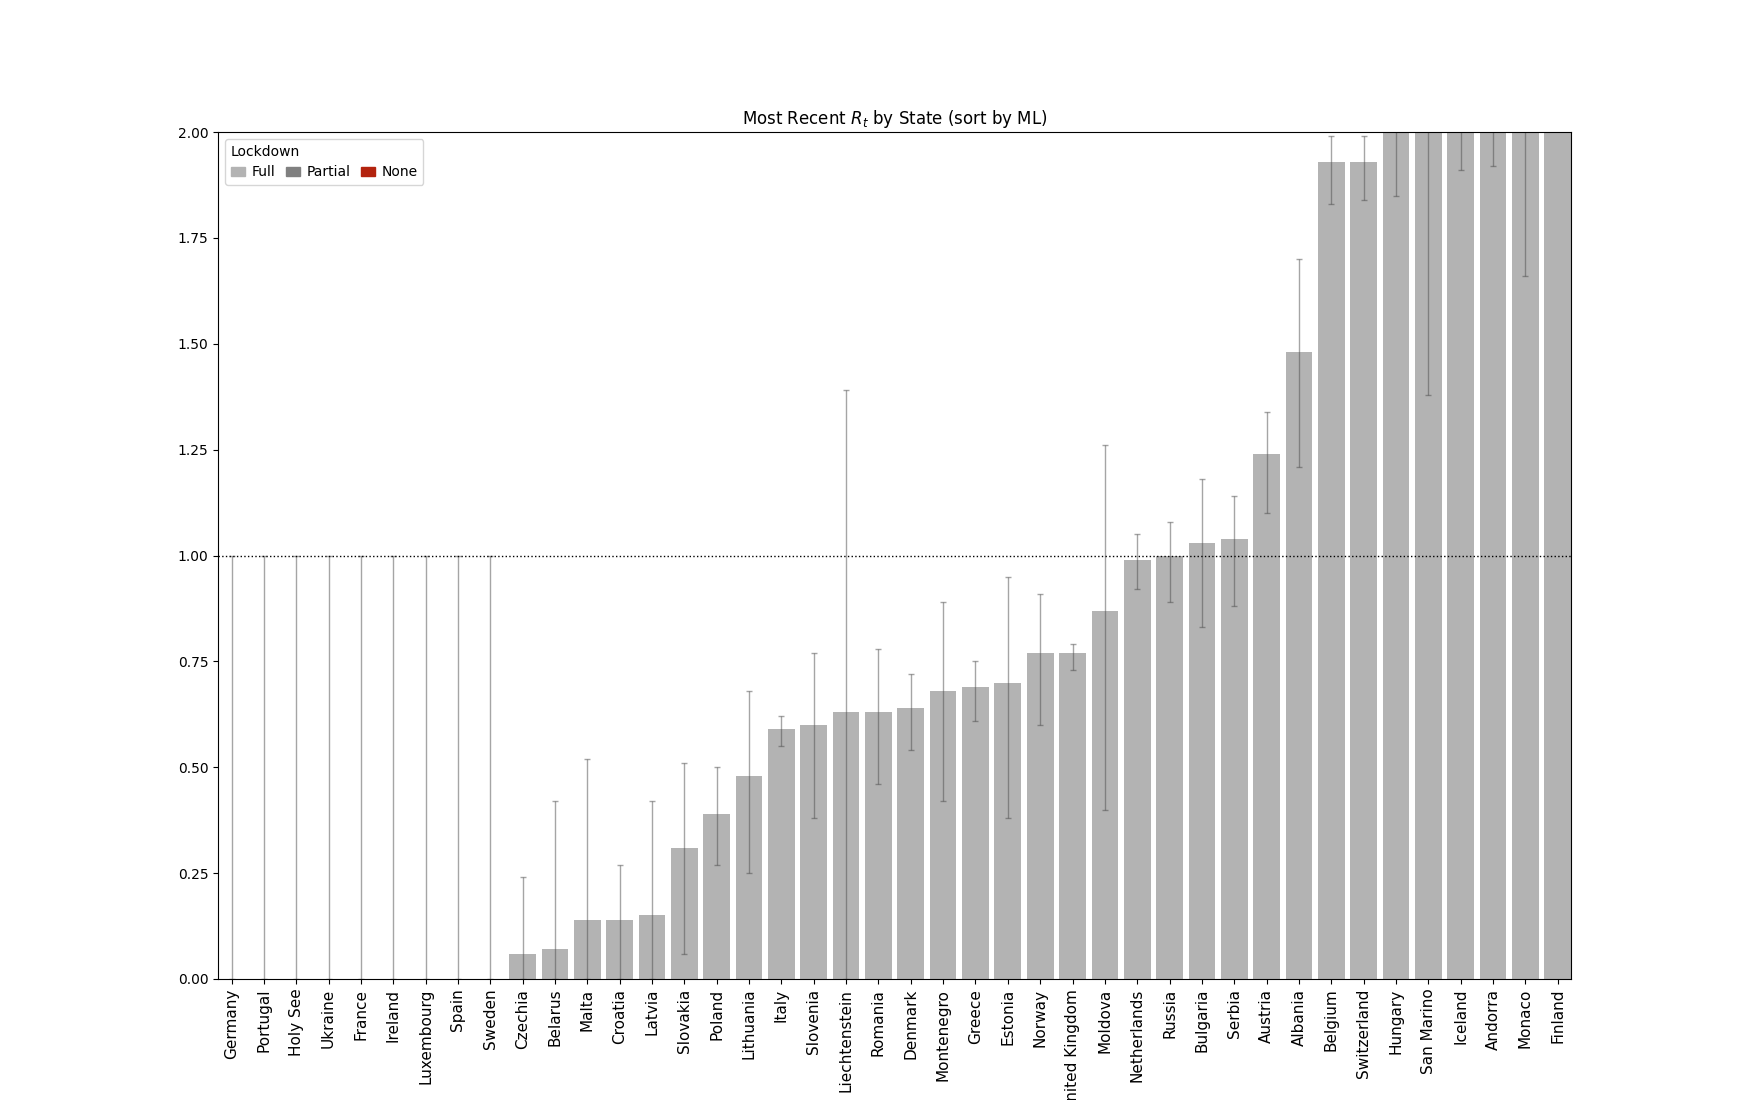 Most Recent Rt by State (sort by ML)
Lockdown
Full Partial None
2.00
1.75
1.50
1.25
1.00
0.75
0.50
0.25
0.00
Germany
Portugal
Holy See
Ukraine
France
Ireland
Luxembourg
Spain
Sweden
Czechia
Belarus
Malta
Croatia
Latvia
Slovakia
Poland
Lithuania
Italy
Slovenia
Liechtenstein
Romania
Denmark
Montenegro
Greece
Estonia
Norway
nited Kingdom
Moldova
Netherlands
Russia
Bulgaria
Serbia
Austria
Albania
Belgium
Switzerland
Hungary
San Marino
Iceland
Andorra
Monaco
Finland